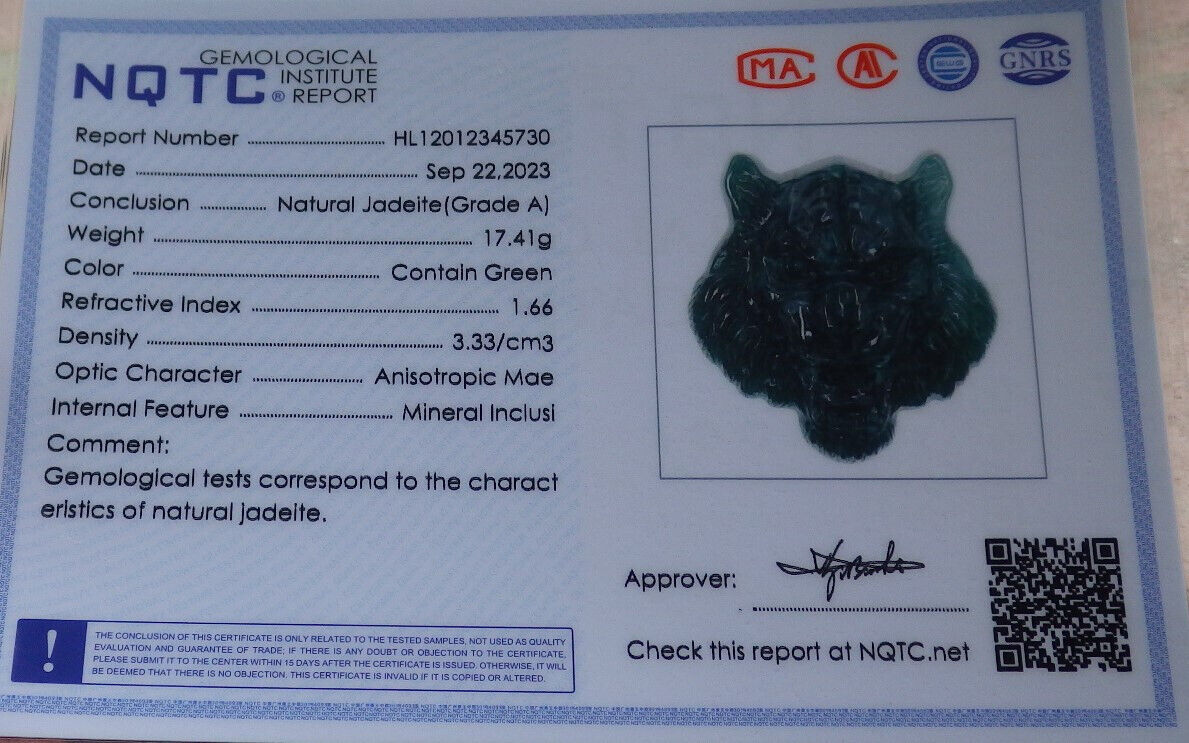 GEMOLOGICAL
NQTC® INSTITUTE
REPORT
MA
GNRS
Report Number HL12012345730
Date Sep 22,2023
Conclusion Natural Jadeite(Grade A)
Weight 17.41g
Color Contain Green
Refractive Index 1.66
Density 3.33/cm3
Optic Character Anisotropic Mae
Internal Feature Mineral Inclusi
Comment:
Gemological tests correspond to the charact
eristics of natural jadeite.
Approver:
Check this report at NQTC.net
!
THE CONCLUSION OF THIS CERTIFICATE IS ONLY RELATED TO THE TESTED SAMPLES, NOT USED AS QUALITY
EVALUATION AND GUARANTEE OF TRADE; IF THERE IS ANY DOUBT OR OBJECTION TO THE CERTIFICATE,
PLEASE SUBMIT IT TO THE CENTER WITHIN 15 DAYS AFTER THE CERTIFICATE IS ISSUED. OTHERWISE, IT WILL
BE DEEMED THAT THERE IS NO OBJECTION. THIS CERTIFICATE IS INVALID IF IT IS COPIED OR ALTERED.